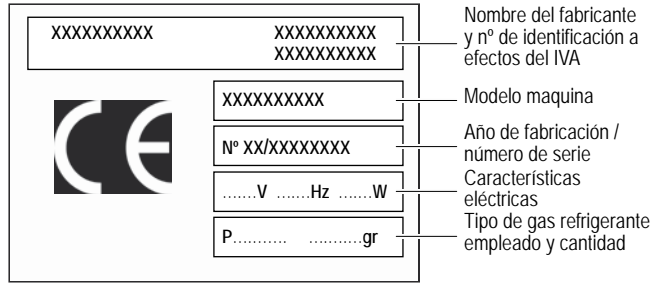 XXXXXXXXXX XXXXXXXXXX
XXXXXXXXXX
Nombre del fabricante
y nº de identificación a
efectos del IVA
CE
XXXXXXXXXX
Modelo maquina
Nº XX/XXXXXXXX
Año de fabricación /
número de serie
.......V .......Hz .......W
Características
eléctricas
P........... ...........gr
Tipo de gas refrigerante
empleado y cantidad